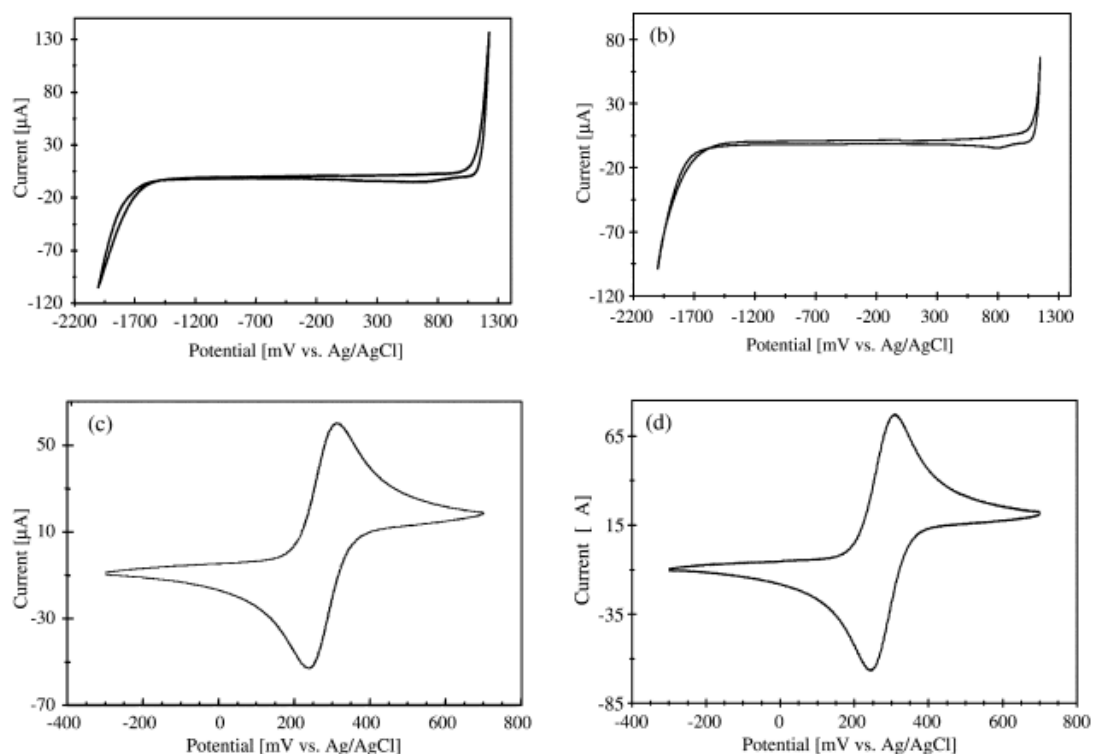 130
80
30
-20
-70
-120
Current [µA]
-2200 -1700 -1200 -700 -200 300 800 1300
Potential [mV vs. Ag/AgCl]
(b)
80
30
-20
-70
-120
Current [µA]
-2200 -1700 -1200 -700 -200 300 800 1300
Potential [mV vs. Ag/AgCl]
(c)
50
10
-30
-70
Current [µA]
-400 -200 0 200 400 600 800
Potential [mV vs. Ag/AgCl]
(d)
65
15
-35
-85
Current [ A]
-400 -200 0 200 400 600 800
Potential [mV vs. Ag/AgCl]